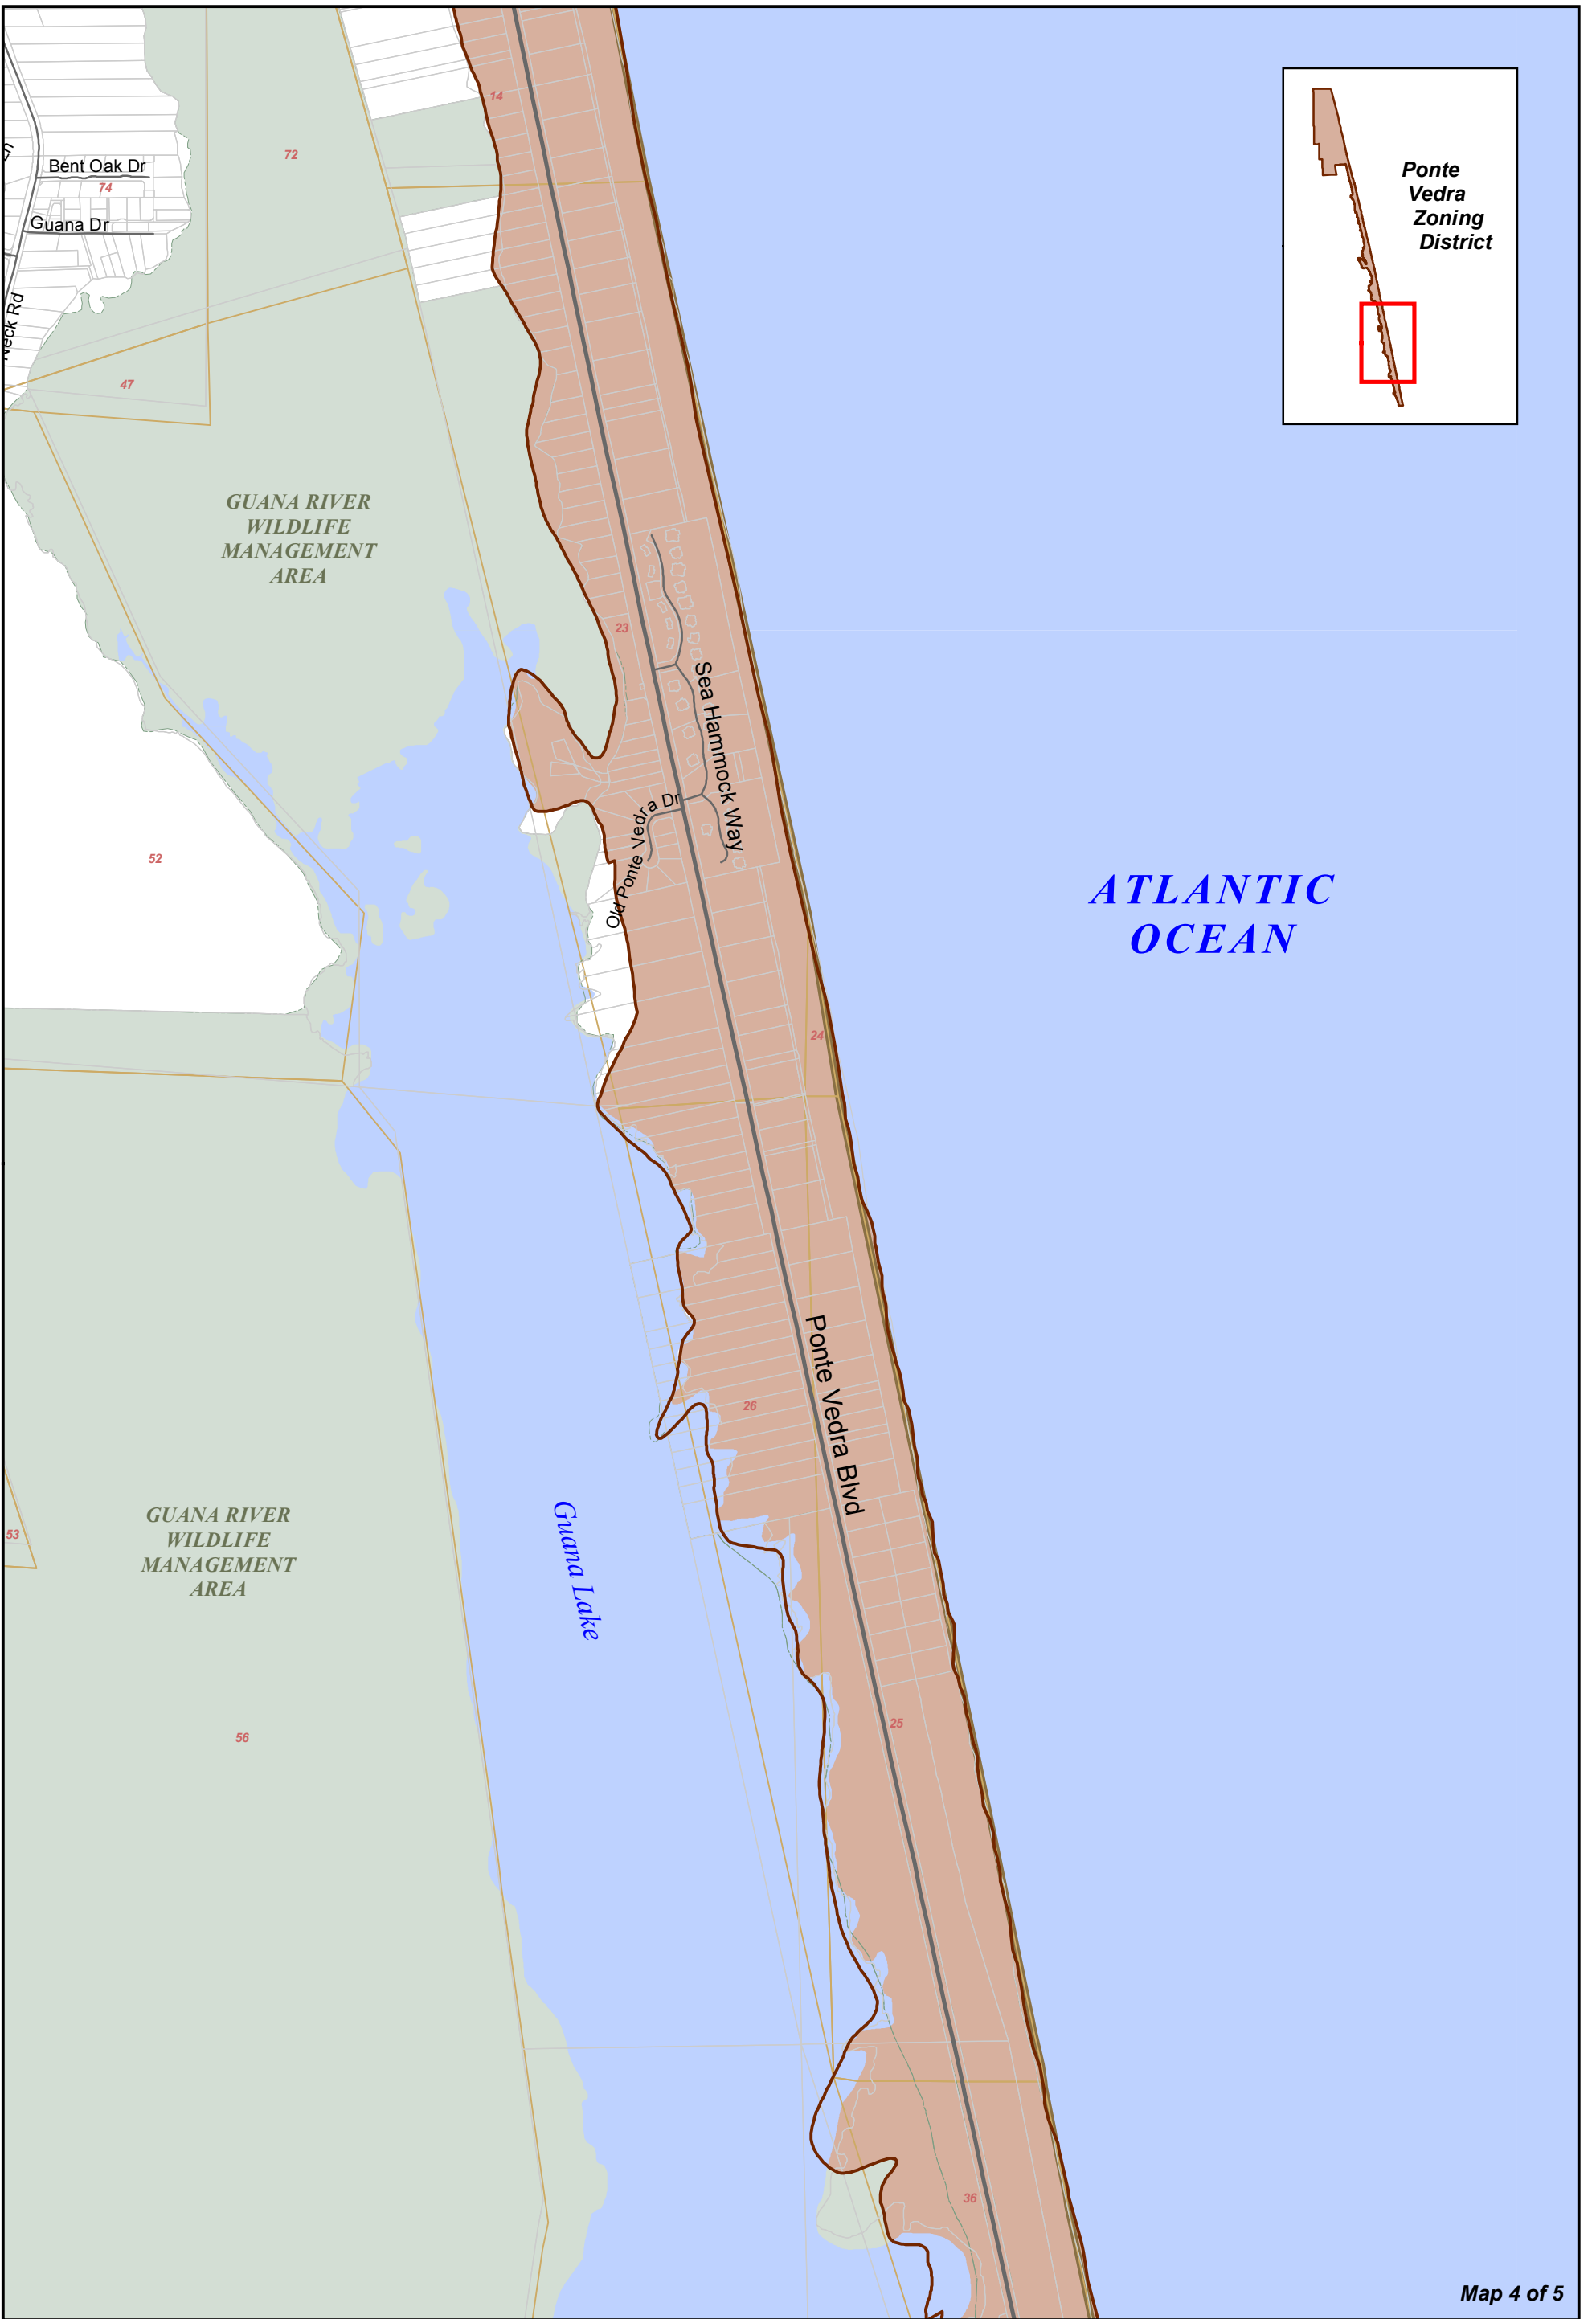 14
72
Ln
Bent Oak Dr
74
Guana Dr
Neck Rd
47
Ponte
Vedra
Zoning
District
GUANA RIVER
WILDLIFE
MANAGEMENT
AREA
23
Sea Hammock Way
Old Ponte Vedra Dr
52
ATLANTIC
OCEAN
24
Ponte Vedra Blvd
26
Guana Lake
53
GUANA RIVER
WILDLIFE
MANAGEMENT
AREA
25
56
36
Map 4 of 5